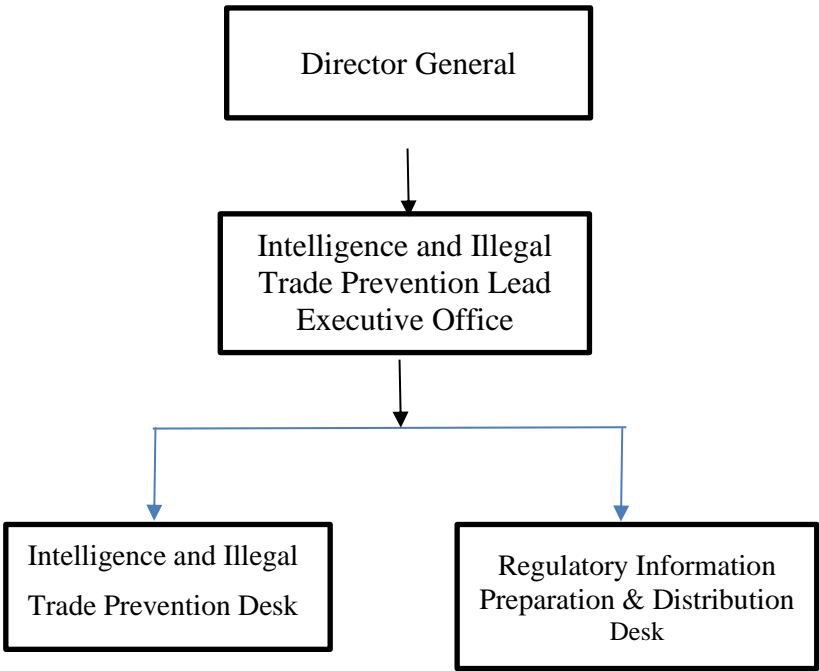 Director General
Intelligence and Illegal
Trade Prevention Lead
Executive Office
Intelligence and Illegal
Trade Prevention Desk
Regulatory Information
Preparation & Distribution
Desk